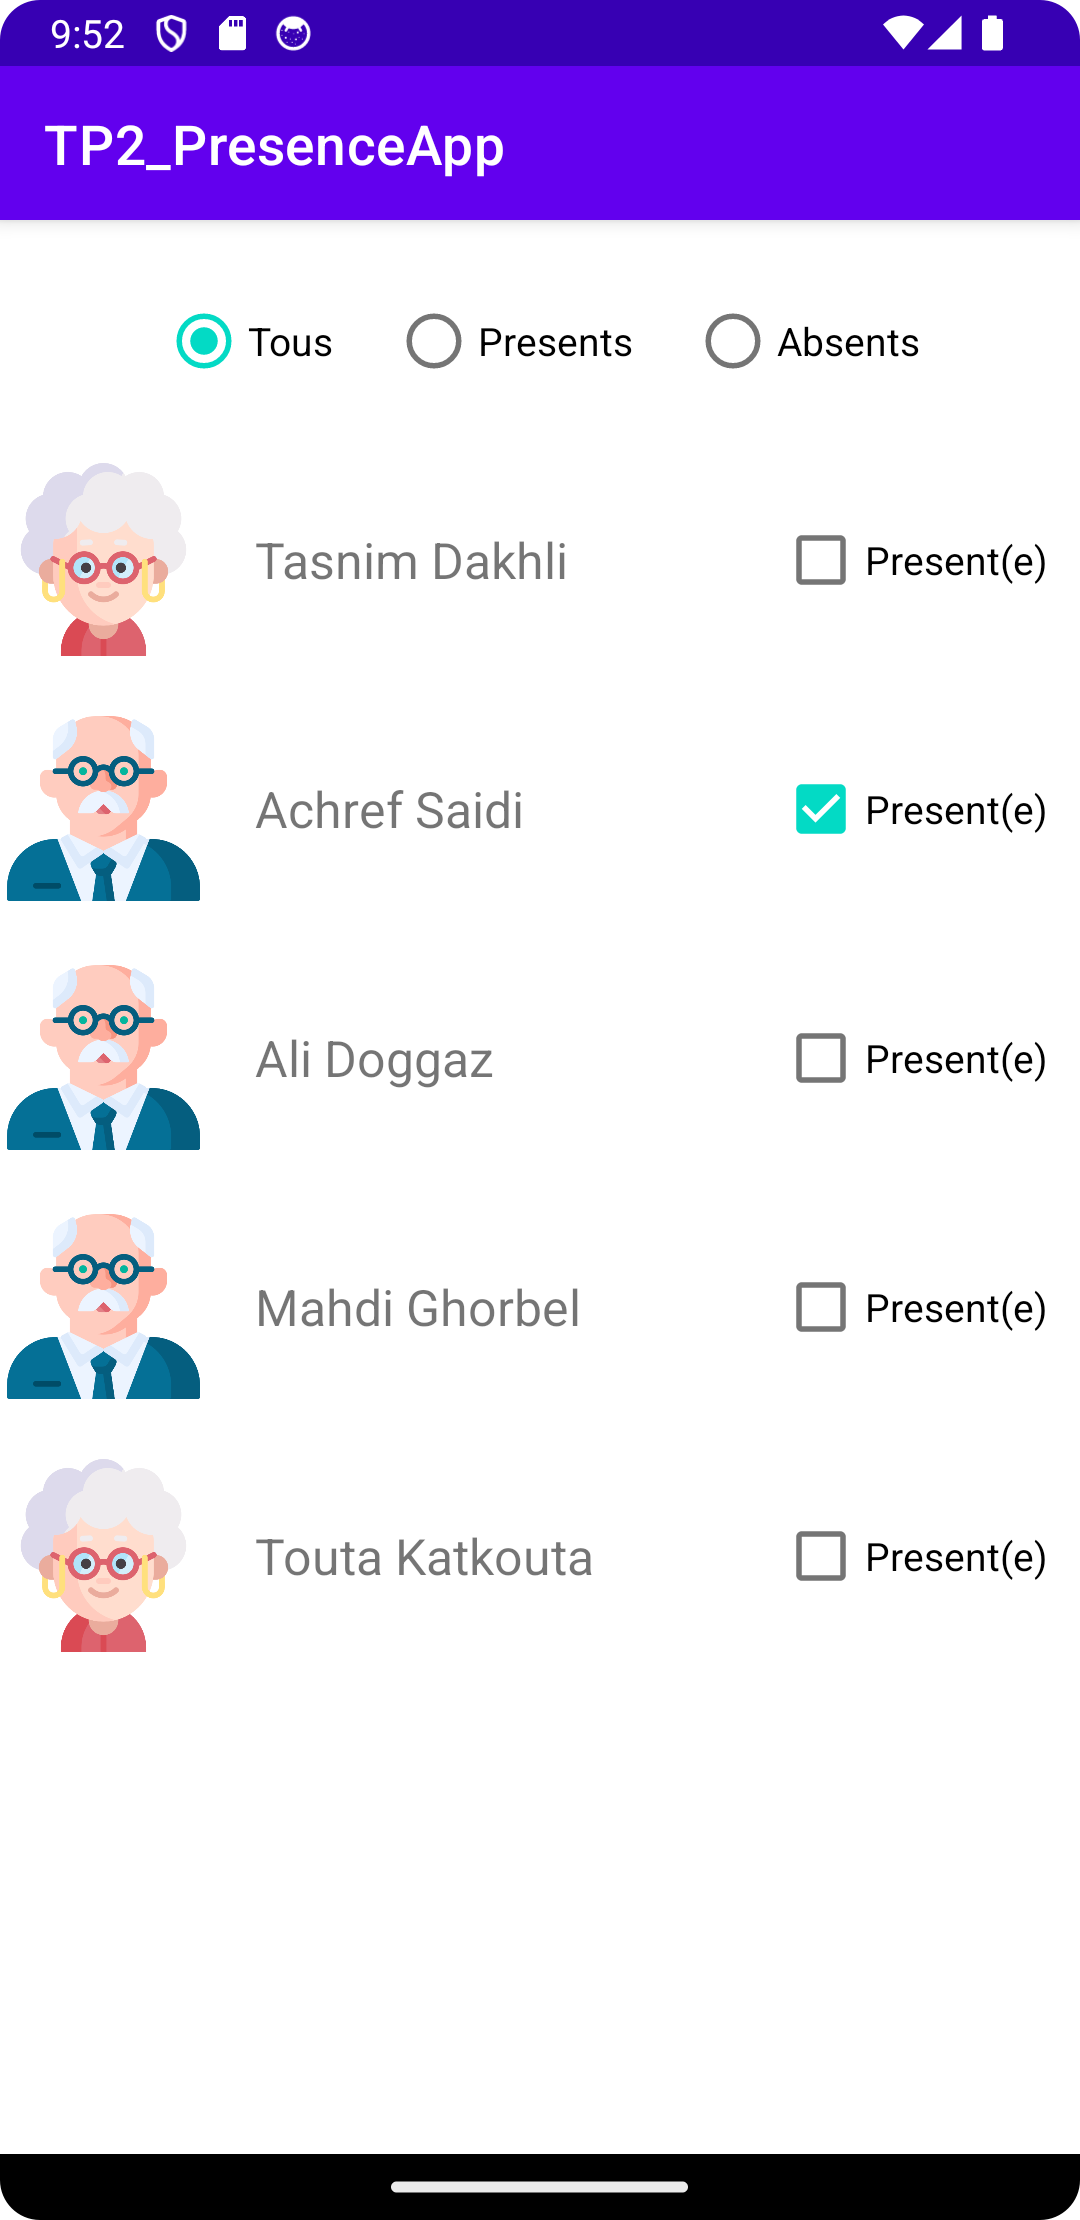 9:52
TP2_PresenceApp
Tous Presents Absents
Tasnim Dakhli Present(e)
Achref Saidi Present(e)
Ali Doggaz Present(e)
Mahdi Ghorbel Present(e)
Touta Katkouta Present(e)